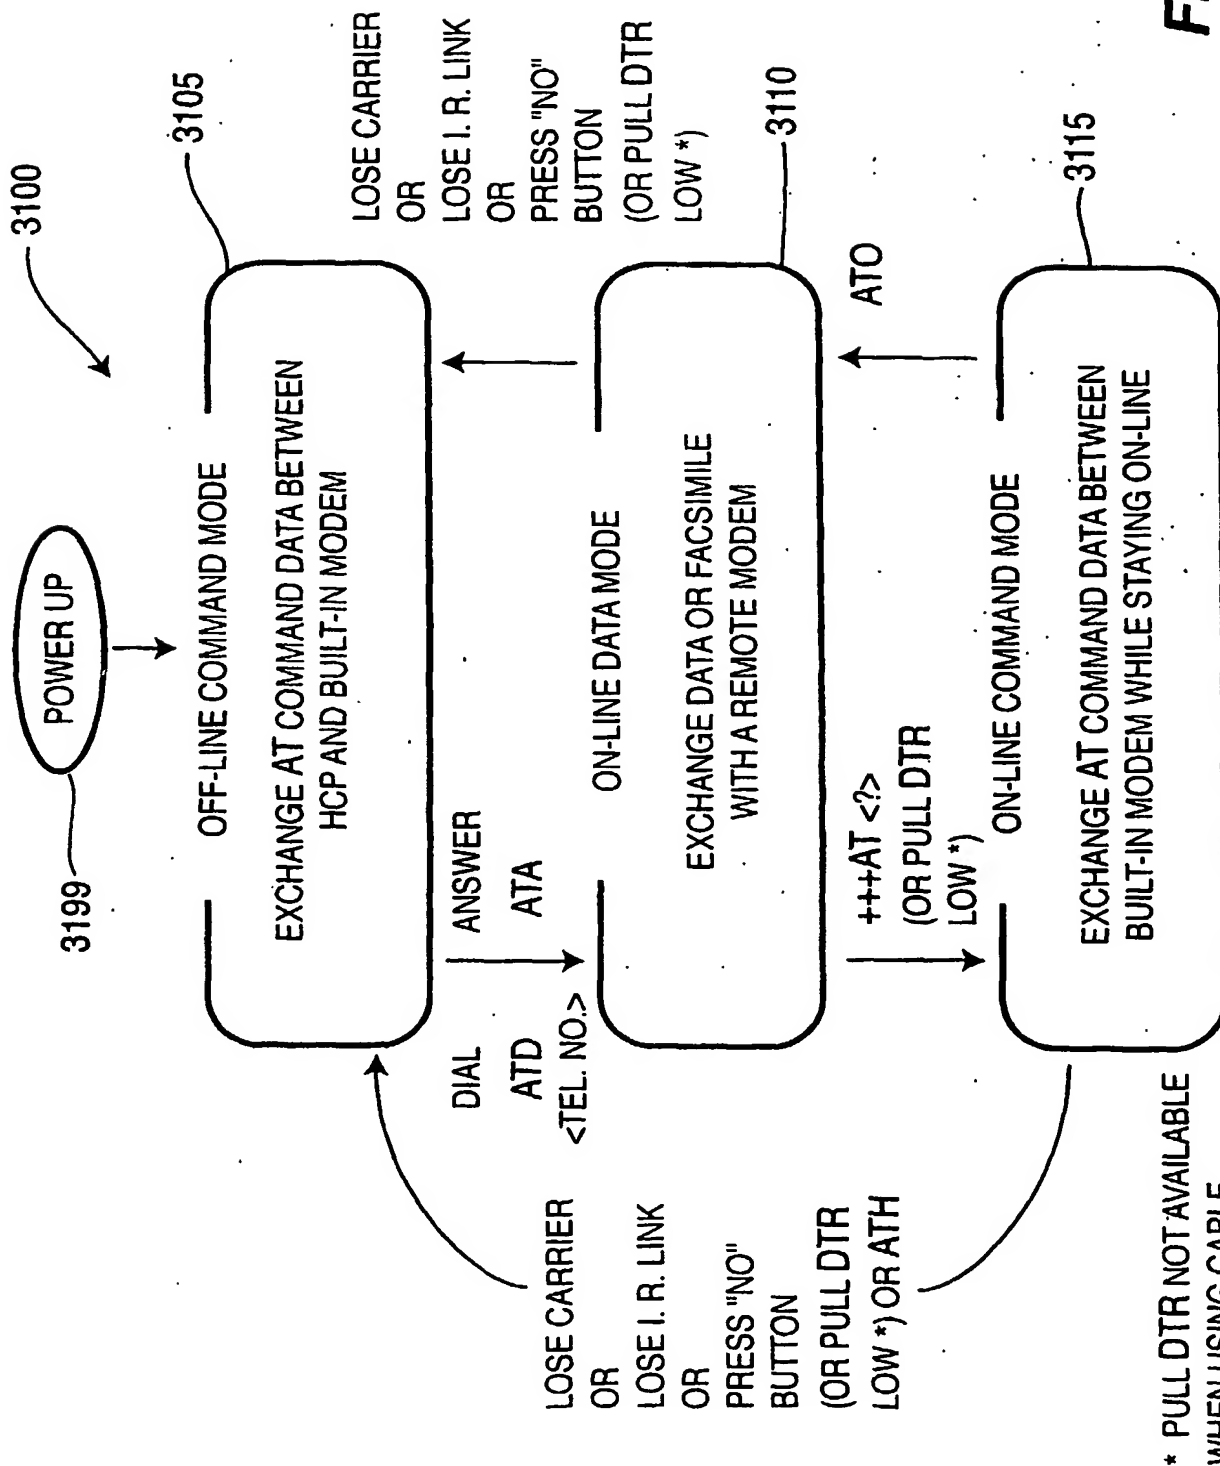 3100
POWER UP
3199
3105
OFF-LINE COMMAND MODE
EXCHANGE AT COMMAND DATA BETWEEN
HCP AND BUILT-IN MODEM
LOSE CARRIER
OR
LOSE I. R. LINK
OR
PRESS "NO"
BUTTON
(OR PULL DTR
LOW *)
DIAL
ATD
<TEL. NO.>
ANSWER
ATA
3110
ON-LINE DATA MODE
EXCHANGE DATA OR FACSIMILE
WITH A REMOTE MODEM
+++AT <?>
(OR PULL DTR
LOW *)
ATO
3115
ON-LINE COMMAND MODE
EXCHANGE AT COMMAND DATA BETWEEN
BUILT-IN MODEM WHILE STAYING ON-LINE
LOSE CARRIER
OR
LOSE I. R. LINK
OR
PRESS "NO"
BUTTON
(OR PULL DTR
LOW *) OR ATH
* PULL DTR NOT AVAILABLE
WHEN USING CABLE